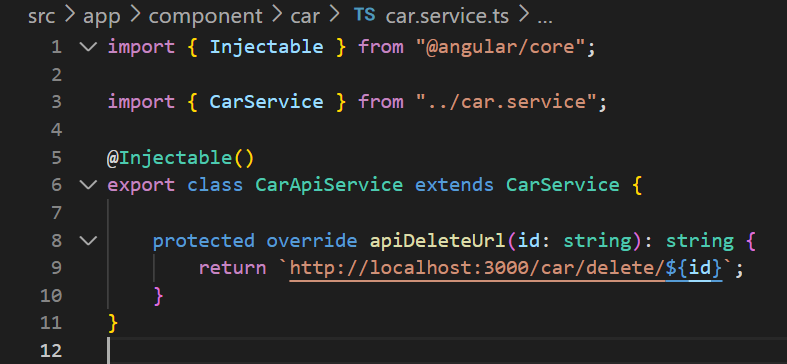 src > app > component > car > TS car.service.ts > ...
1 import { Injectable } from "@angular/core";
2
3 import { CarService } from "../car.service";
4
5 @Injectable()
6 export class CarApiService extends CarService {
7
8 protected override apiDeleteUrl(id: string): string {
9 return `http://localhost:3000/car/delete/${id}`;
10 }
11 }
12